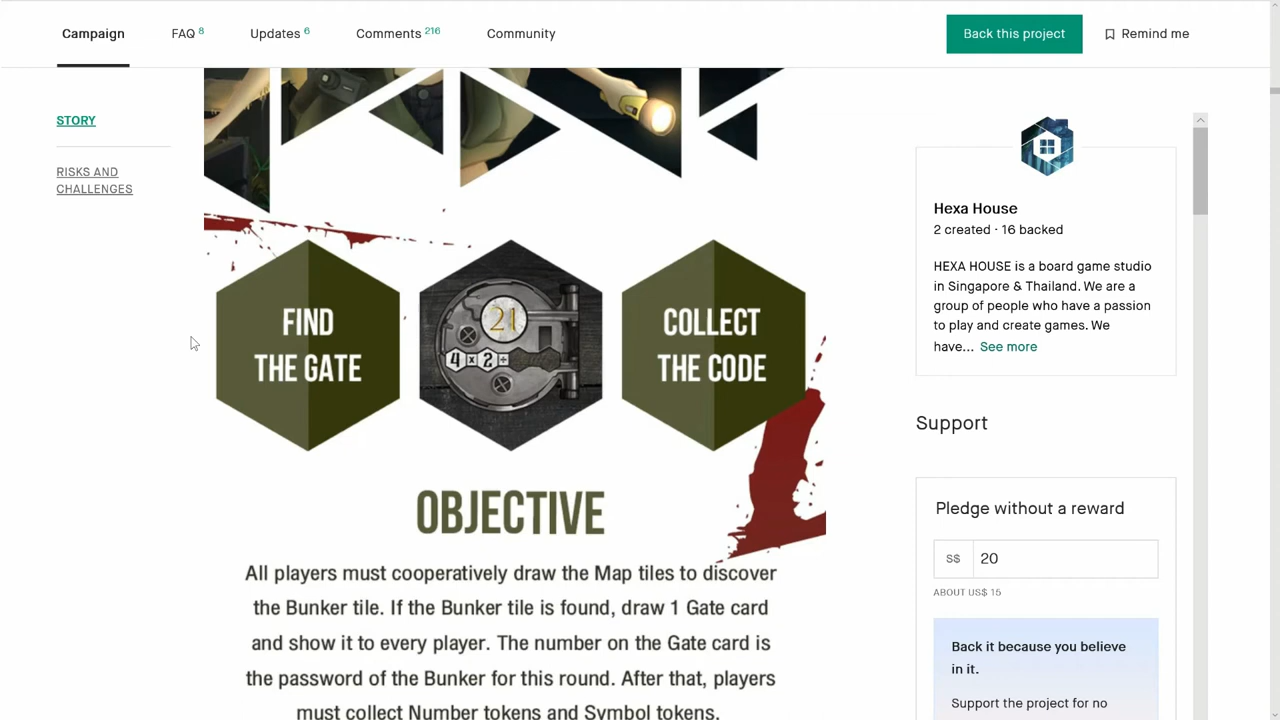 Campaign
FAQ 8
Updates 6
Comments 216
Community
Back this project
Remind me
STORY
RISKS AND
CHALLENGES
FIND
THE GATE
21
4 x 2 +
COLLECT
THE CODE
OBJECTIVE
All players must cooperatively draw the Map tiles to discover
the Bunker tile. If the Bunker tile is found, draw 1 Gate card
and show it to every player. The number on the Gate card is
the password of the Bunker for this round. After that, players
must collect Number tokens and Symbol tokens.
Hexa House
2 created · 16 backed
HEXA HOUSE is a board game studio
in Singapore & Thailand. We are a
group of people who have a passion
to play and create games. We
have... See more
Support
Pledge without a reward
S$ 20
ABOUT US$ 15
Back it because you believe
in it.
Support the project for no